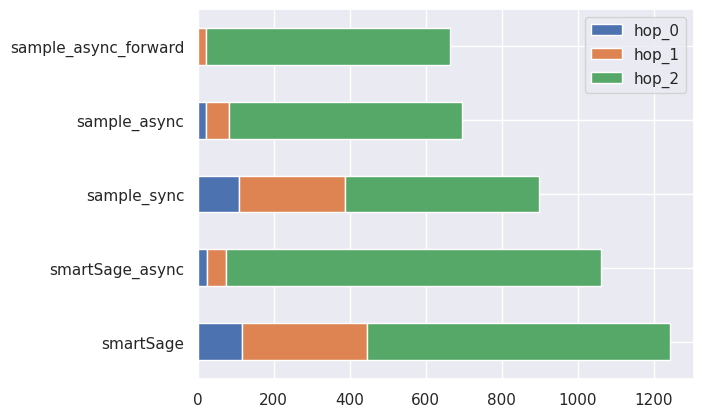 hop_0
hop_1
hop_2
sample_async_forward
sample_async
sample_sync
smartSage_async
smartSage
0 200 400 600 800 1000 1200